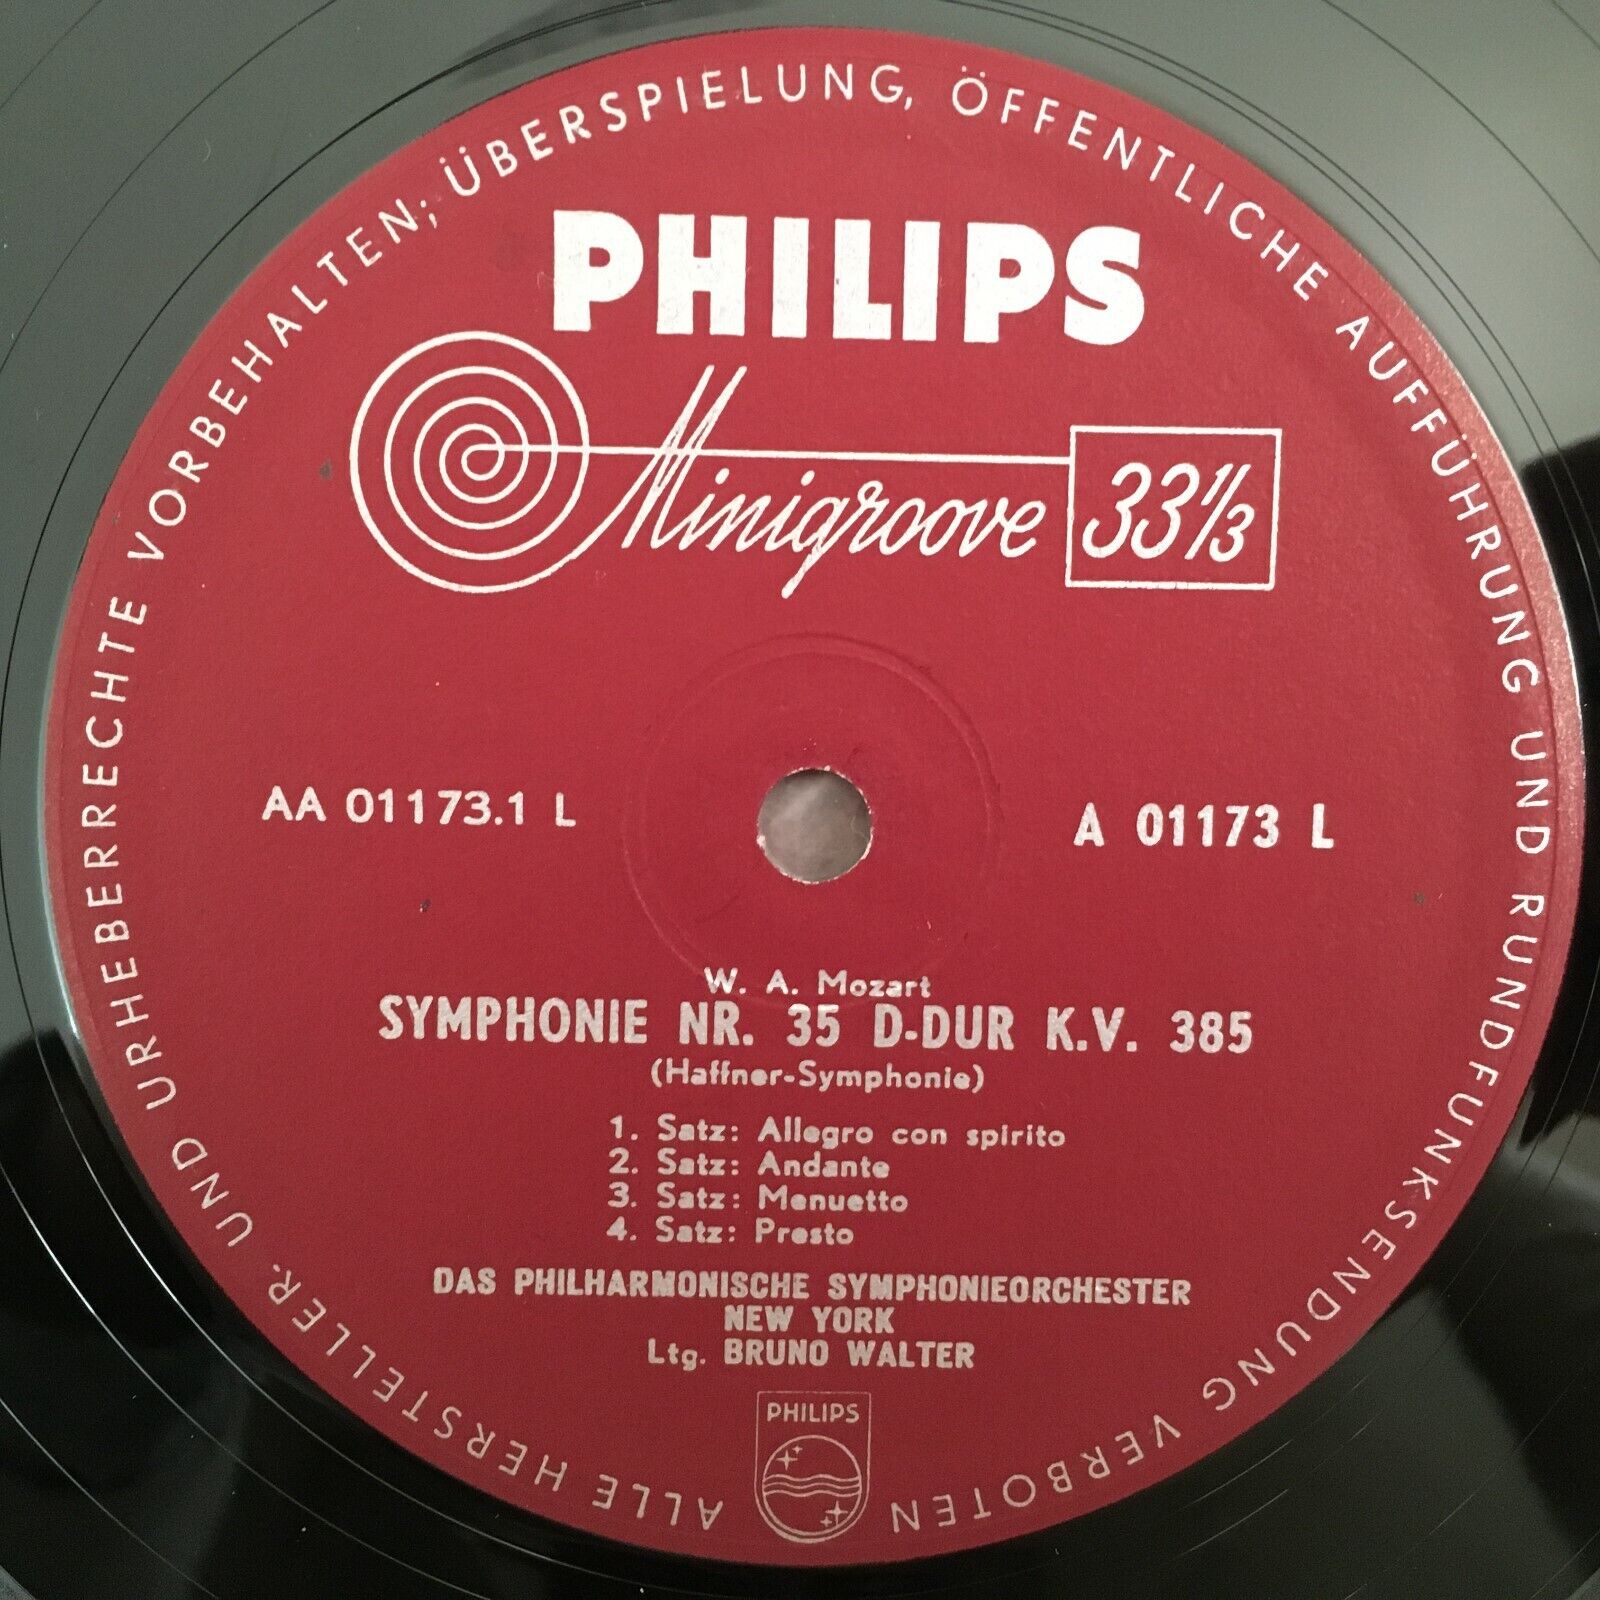 ALLE HERSTELLER- UND URHEBERRECHTE VORBEHALTEN; ÜBERSPIELUNG, ÖFFENTLICHE AUFFÜHRUNG UND RUNDFUNKSENDUNG VERBOTEN
PHILIPS
Minigroove 33 1/3
AA 01173.1 L
A 01173 L
W. A. Mozart
SYMPHONIE NR. 35 D-DUR K.V. 385
(Haffner-Symphonie)
1. Satz: Allegro con spirito
2. Satz: Andante
3. Satz: Menuetto
4. Satz: Presto
DAS PHILHARMONISCHE SYMPHONIEORCHESTER
NEW YORK
Ltg. BRUNO WALTER
PHILIPS